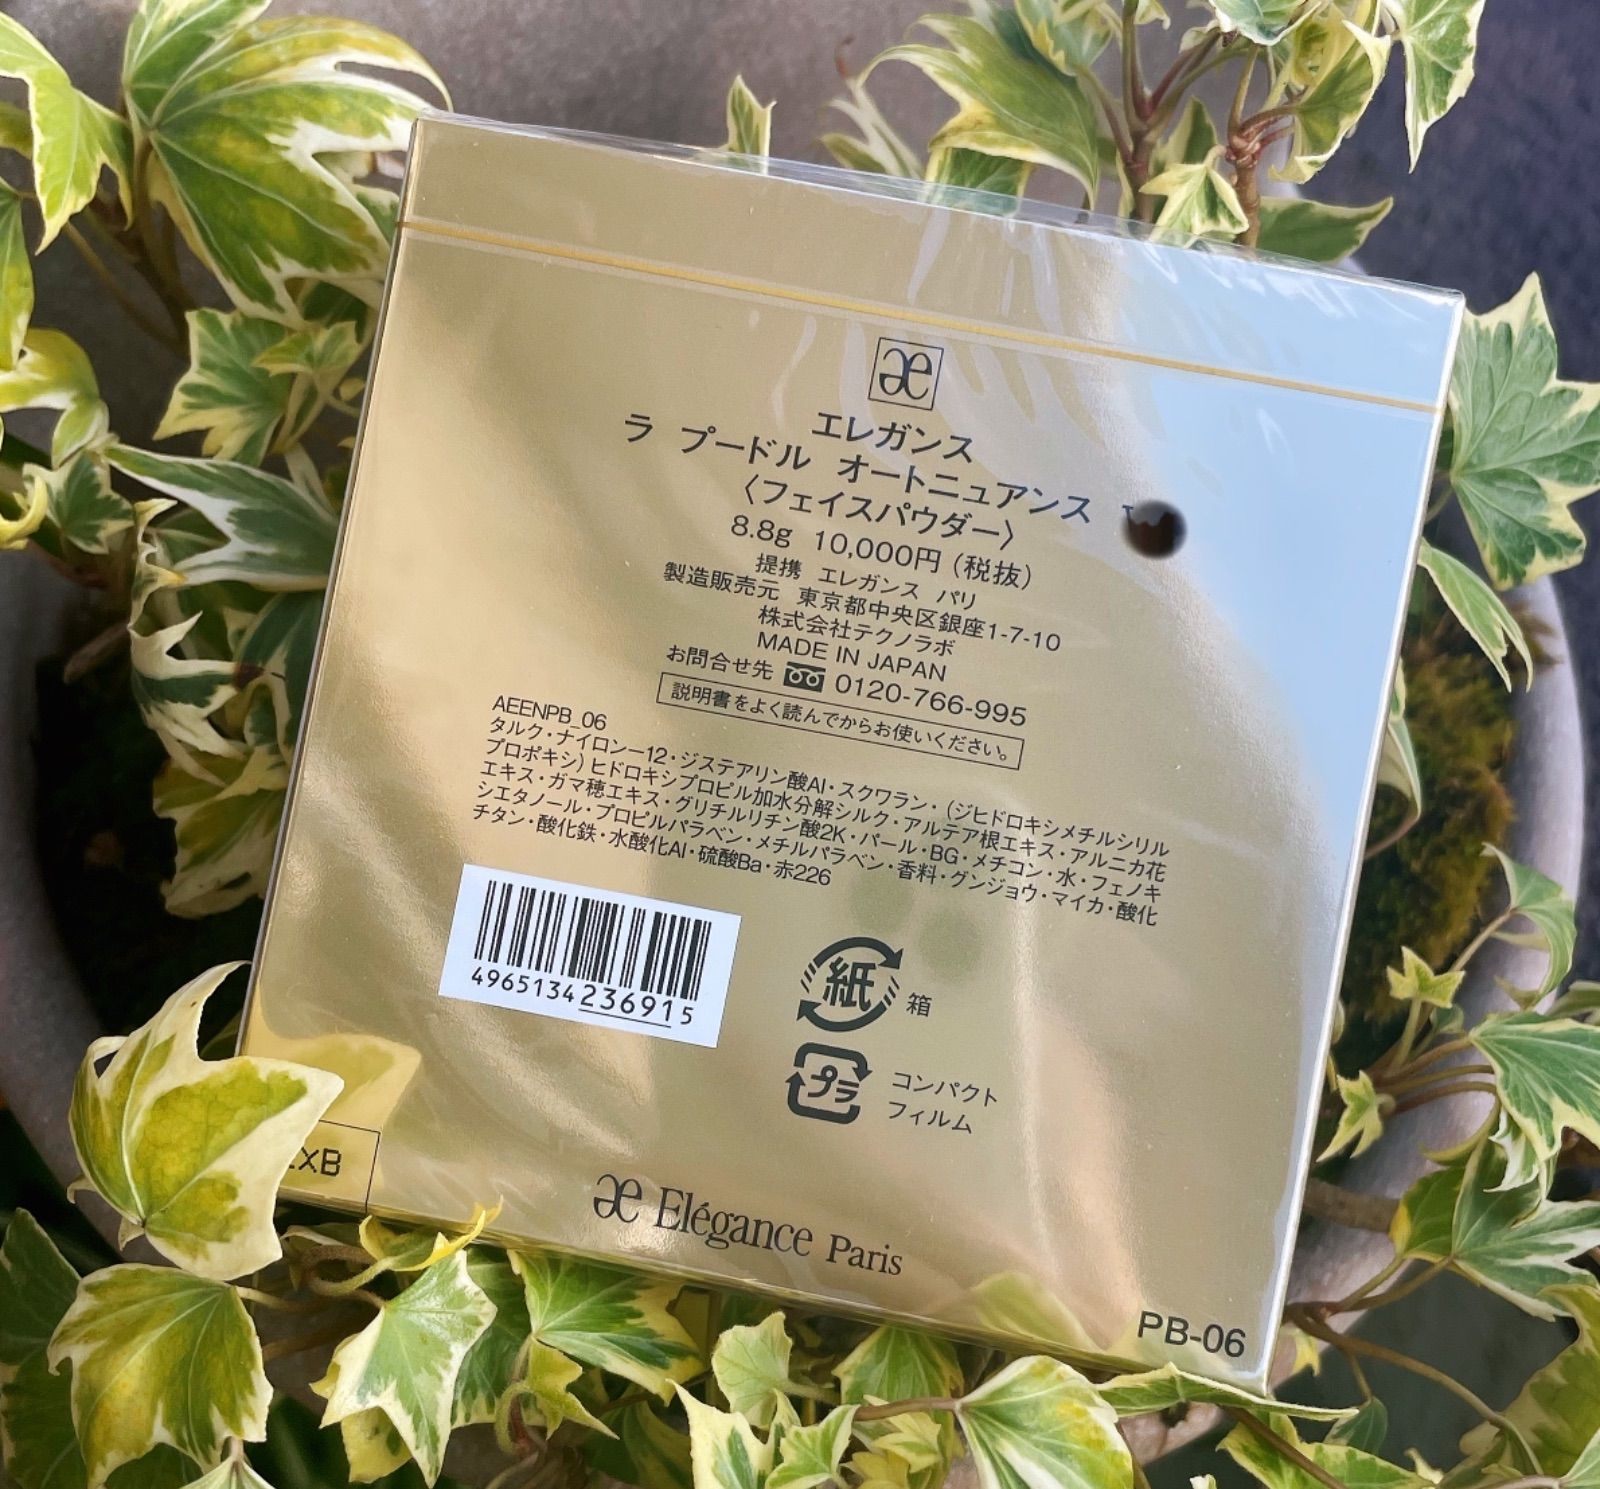 æ
エレガンス
ラ プードル オートニュアンス
〈フェイスパウダー〉
8.8g 10,000円（税抜）
提携 エレガンス パリ
製造販売元 東京都中央区銀座1-7-10
株式会社テクノラボ
MADE IN JAPAN
お問合せ先 0120-766-995
説明書をよく読んでからお使いください。
AEENPB_06
タルク・ナイロン－12・ジステアリン酸Al・スクワラン・（ジヒドロキシメチルシリル
プロポキシ）ヒドロキシプロピル加水分解シルク・アルテア根エキス・アルニカ花
エキス・ガマ穂エキス・グリチルリチン酸2K・パール・BG・メチコン・水・フェノキ
シエタノール・プロピルパラベン・メチルパラベン・香料・グンジョウ・マイカ・酸化
チタン・酸化鉄・水酸化Al・硫酸Ba・赤226
4965134236915
紙 箱
プラ コンパクト
フィルム
xB
æ Elégance Paris
PB-06